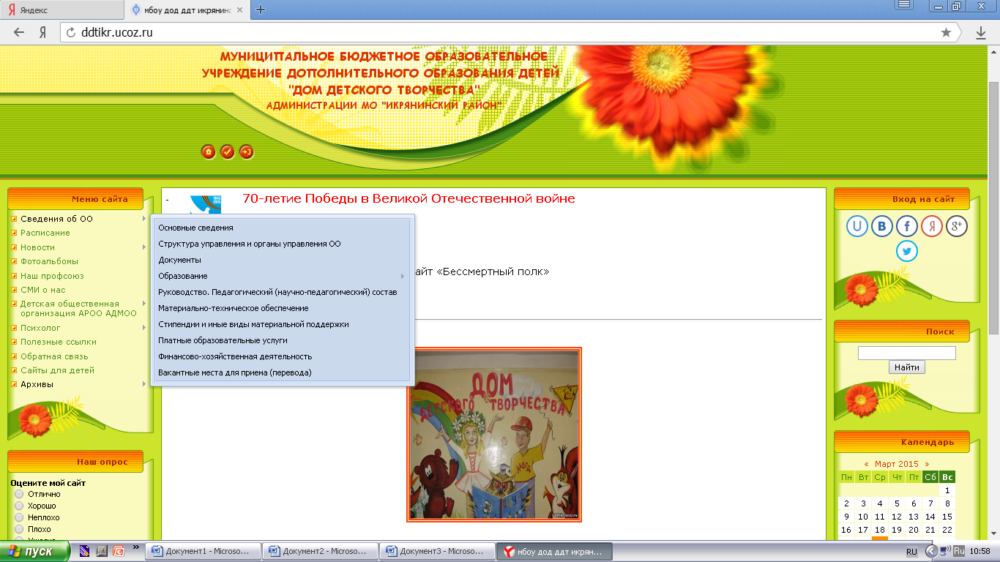 Яндекс
мбоу дод ддт икрянинс
ddtikr.ucoz.ru
МУНИЦИПАЛЬНОЕ БЮДЖЕТНОЕ ОБРАЗОВАТЕЛЬНОЕ
УЧРЕЖДЕНИЕ ДОПОЛНИТЕЛЬНОГО ОБРАЗОВАНИЯ ДЕТЕЙ
"ДОМ ДЕТСКОГО ТВОРЧЕСТВА"
АДМИНИСТРАЦИИ МО "ИКРЯНИНСКИЙ РАЙОН"
Меню сайта
Сведения об ОО
Расписание
Новости
Фотоальбомы
Наш профсоюз
СМИ о нас
Детская общественная
организация АРОО АДМОО
Психолог
Полезные ссылки
Обратная связь
Сайты для детей
Архивы
Основные сведения
Структура управления и органы управления ОО
Документы
Образование
Руководство. Педагогический (научно-педагогический) состав
Материально-техническое обеспечение
Стипендии и иные виды материальной поддержки
Платные образовательные услуги
Финансово-хозяйственная деятельность
Вакантные места для приема (перевода)
-
70-летие Победы в Великой Отечественной войне
айт «Бессмертный полк»
ДОМ
ДЕТСКОГО ТВОРЧЕСТВА
ddtikr.ucoz.ru
Наш опрос
Оцените мой сайт
Отлично
Хорошо
Неплохо
Плохо
Вход на сайт
U B f Я g+
Поиск
Найти
Календарь
« Март 2015 »
Пн Вт Ср Чт Пт Сб Вс
1
2 3 4 5 6 7 8
9 10 11 12 13 14 15
16 17 18 19 20 21 22
пуск
Документ1 - Microso...
Документ2 - Microso...
Документ3 - Microso...
мбоу дод ддт икрян...
RU
Ru
10:58